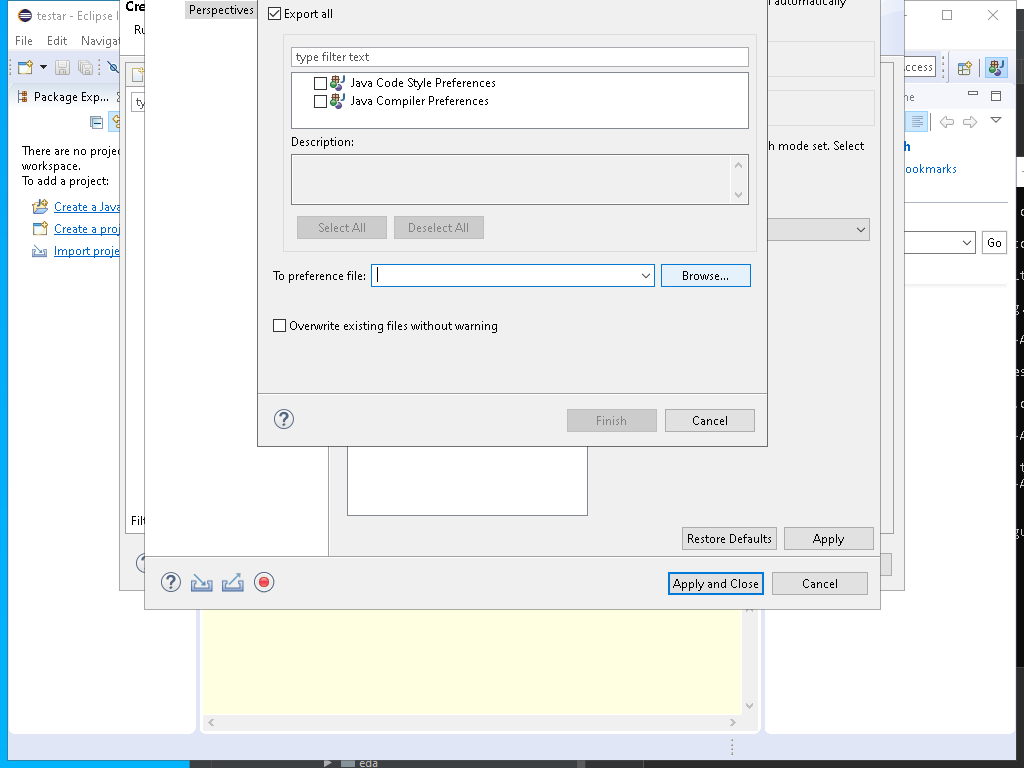 testar - Eclipse I
File Edit Navigat
Package Exp...
There are no projec
workspace.
To add a project:
Create a Java
Create a proj
Import proje
Cre
Ru
ty
Filt
Perspectives
Export all
type filter text
Java Code Style Preferences
Java Compiler Preferences
Description:
Select All
Deselect All
To preference file:
Browse...
Overwrite existing files without warning
Finish
Cancel
automatically
h mode set. Select
Restore Defaults
Apply
Apply and Close
Cancel
ccess
ne
h
ookmarks
Go
eda